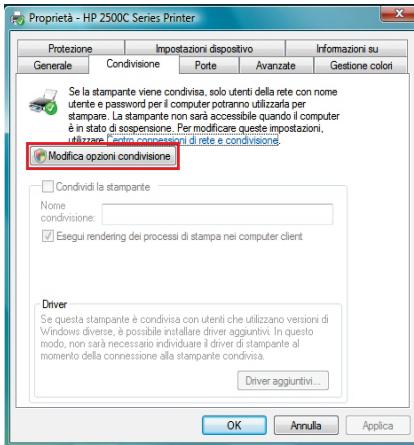 Proprietà - HP 2500C Series Printer
Protezione Impostazioni dispositivo Informazioni su
Generale Condivisione Porte Avanzate Gestione colori
Se la stampante viene condivisa, solo utenti della rete con nome
utente e password per il computer potranno utilizzarla per
stampare. La stampante non sarà accessibile quando il computer
è in stato di sospensione. Per modificare queste impostazioni,
utilizzare Centro connessioni di rete e condivisione.
Modifica opzioni condivisione
Condividi la stampante
Nome
condivisione:
Esegui rendering dei processi di stampa nei computer client
Driver
Se questa stampante è condivisa con utenti che utilizzano versioni di
Windows diverse, è possibile installare driver aggiuntivi. In questo
modo, non sarà necessario individuare il driver di stampante al
momento della connessione alla stampante condivisa.
Driver aggiuntivi...
OK Annulla Applica